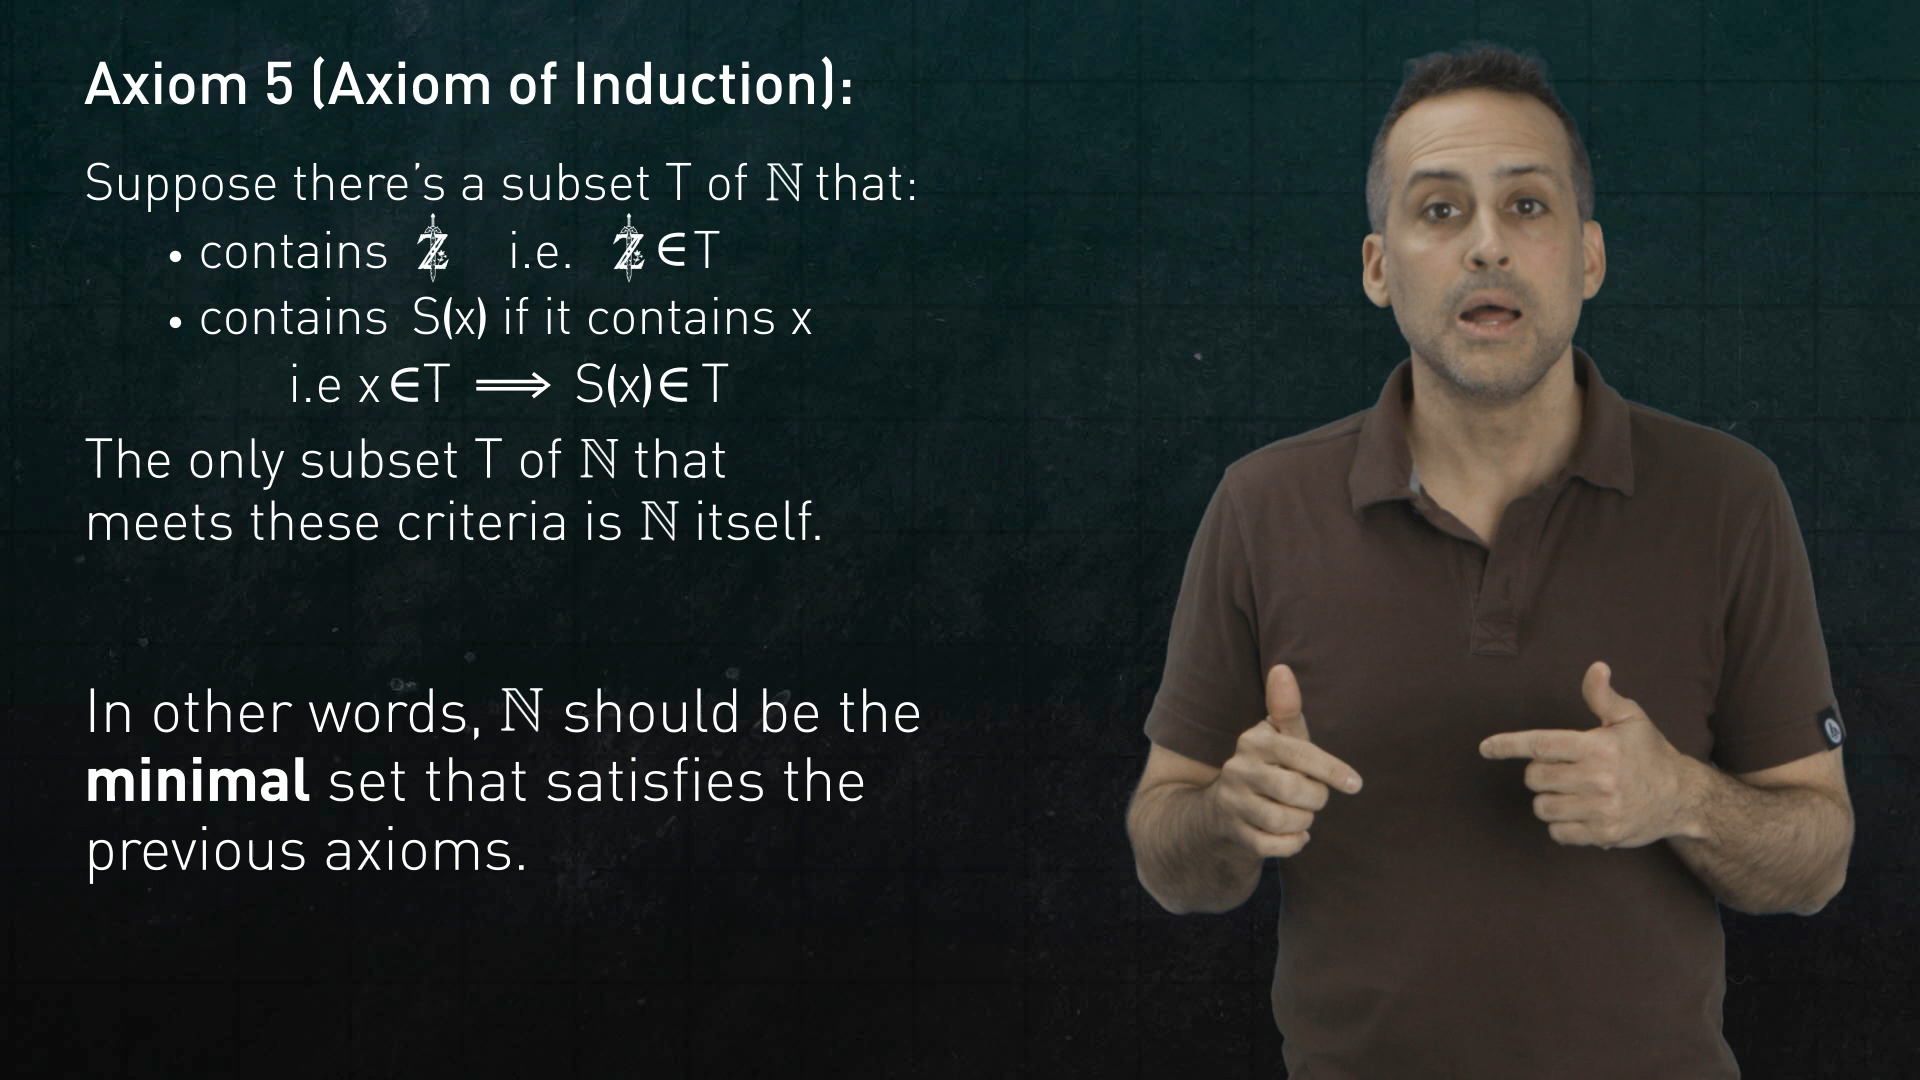 Axiom 5 (Axiom of Induction):
Suppose there’s a subset T of ℕ that:
• contains Z i.e. Z ∈ T
• contains S(x) if it contains x
i.e x ∈ T ⟹ S(x) ∈ T
The only subset T of ℕ that
meets these criteria is ℕ itself.
In other words, ℕ should be the
minimal set that satisfies the
previous axioms.